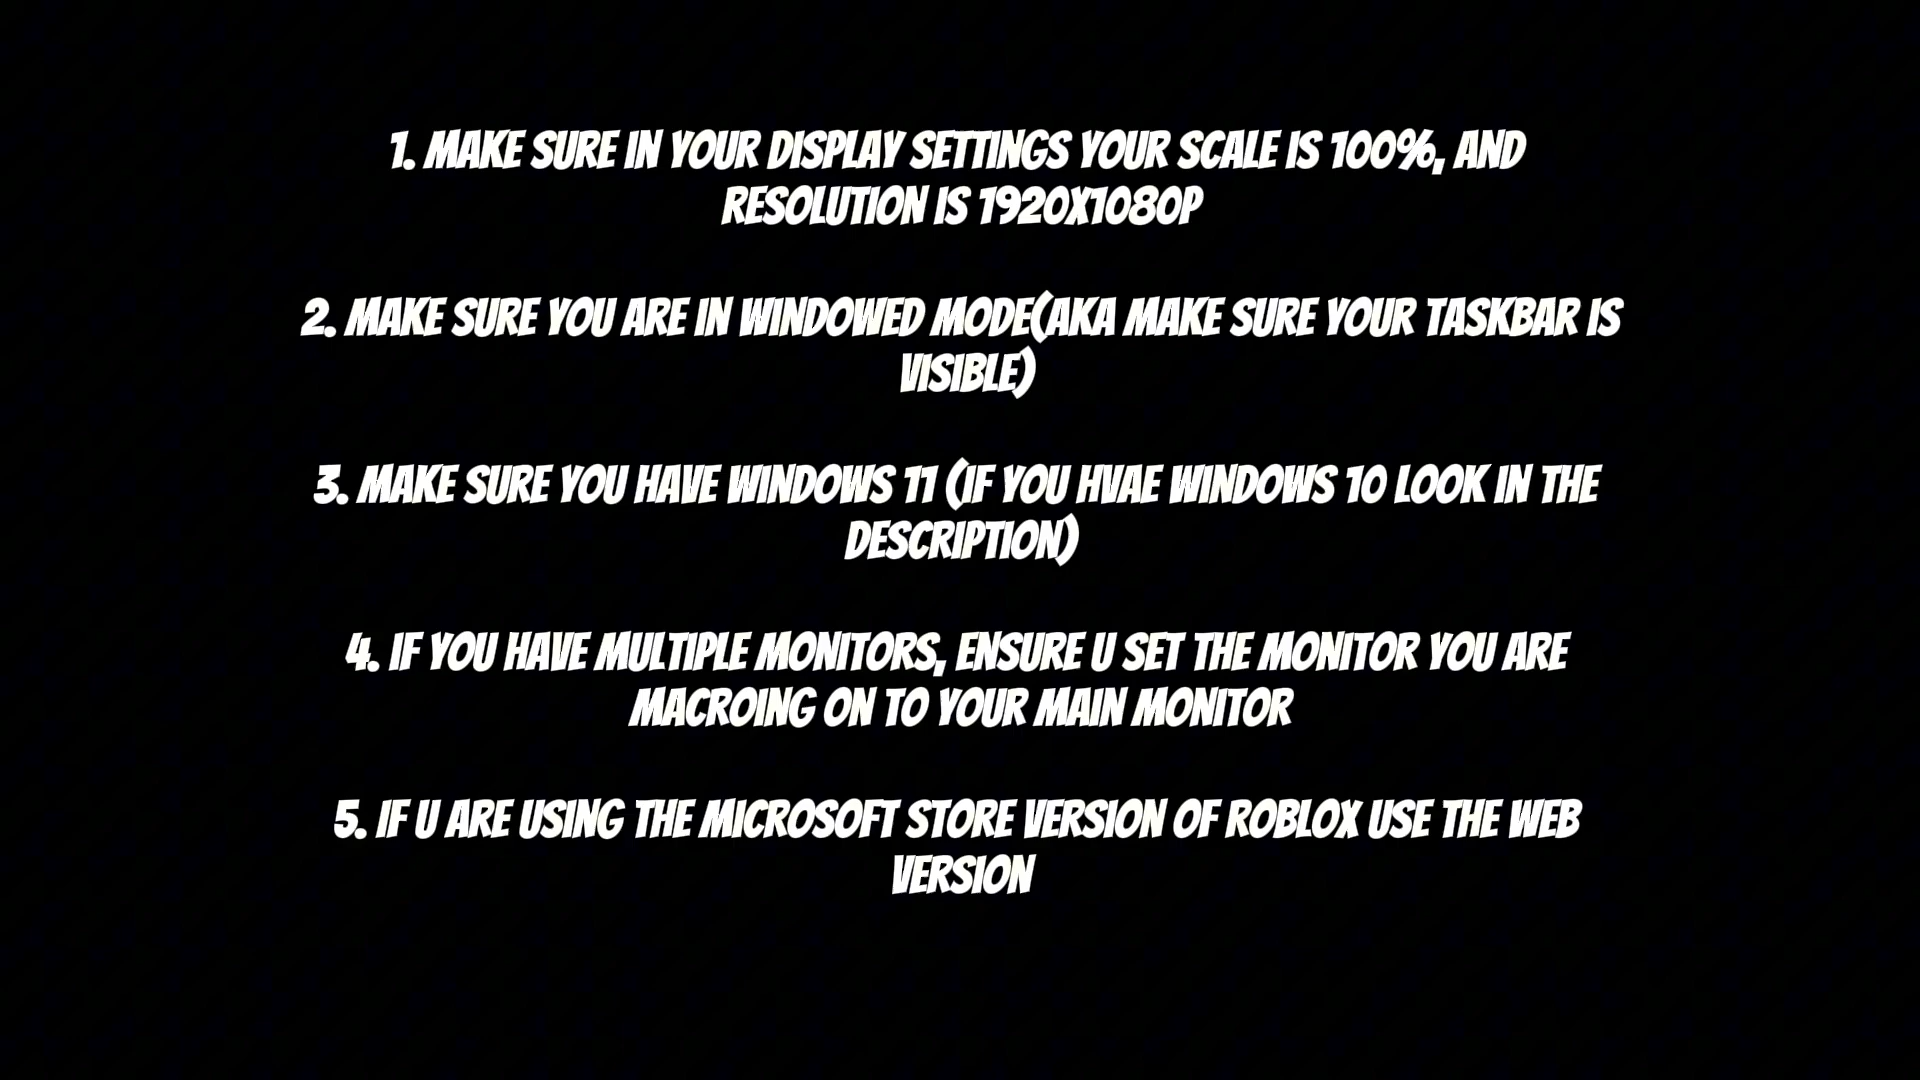 1. MAKE SURE IN YOUR DISPLAY SETTINGS YOUR SCALE IS 100%, AND
RESOLUTION IS 1920X1080P
2. MAKE SURE YOU ARE IN WINDOWED MODE(AKA MAKE SURE YOUR TASKBAR IS
VISIBLE)
3. MAKE SURE YOU HAVE WINDOWS 11 (IF YOU HVAE WINDOWS 10 LOOK IN THE
DESCRIPTION)
4. IF YOU HAVE MULTIPLE MONITORS, ENSURE U SET THE MONITOR YOU ARE
MACROING ON TO YOUR MAIN MONITOR
5. IF U ARE USING THE MICROSOFT STORE VERSION OF ROBLOX USE THE WEB
VERSION